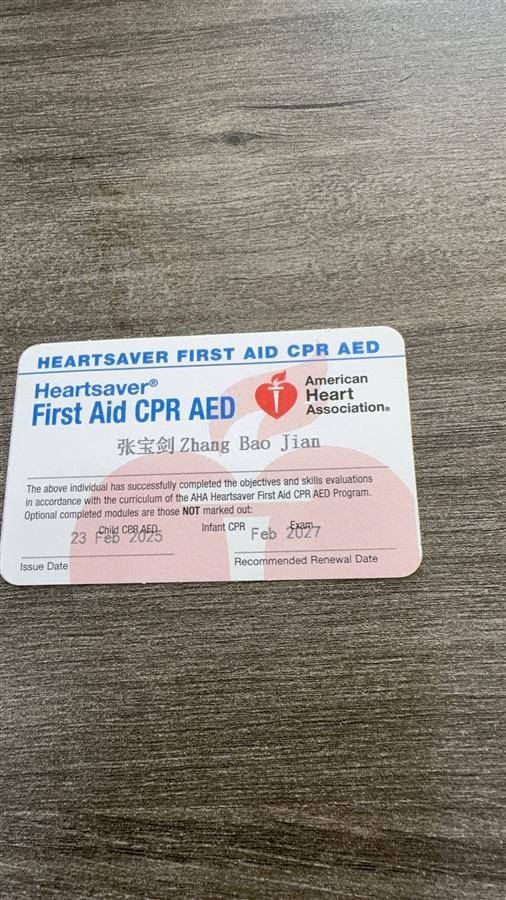 HEARTSAVER FIRST AID CPR AED
Heartsaver®
First Aid CPR AED
American
Heart
Association®
张宝剑 Zhang Bao Jian
The above individual has successfully completed the objectives and skills evaluations
in accordance with the curriculum of the AHA Heartsaver First Aid CPR AED Program.
Optional completed modules are those NOT marked out:
Child CPR AED Infant CPR Exam
23 Feb 2025 Feb 2027
Issue Date Recommended Renewal Date